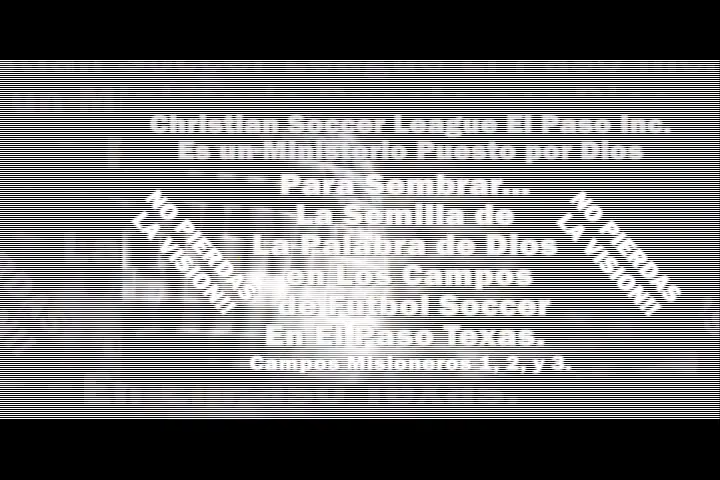 Christian Soccer League El Paso Inc.
Es un Ministerio Puesto por Dios
Para Sembrar...
La Semilla de
La Palabra de Dios
en Los Campos
de Futbol Soccer
En El Paso Texas.
Campos Misioneros 1, 2, y 3.
NO PIERDAS
LA VISION!!
NO PIERDAS
LA VISION!!